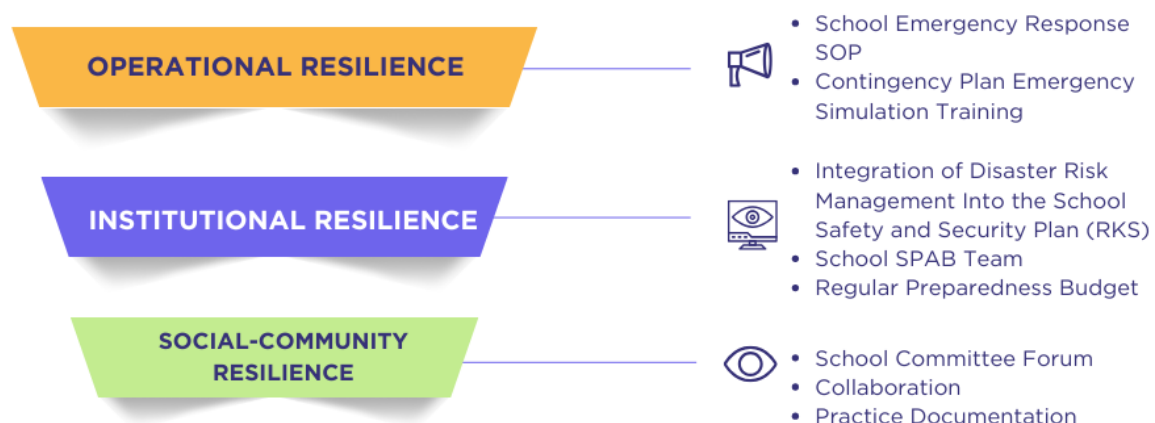 OPERATIONAL RESILIENCE
• School Emergency Response
SOP
• Contingency Plan Emergency
Simulation Training
INSTITUTIONAL RESILIENCE
• Integration of Disaster Risk
Management Into the School
Safety and Security Plan (RKS)
• School SPAB Team
• Regular Preparedness Budget
SOCIAL-COMMUNITY
RESILIENCE
• School Committee Forum
• Collaboration
• Practice Documentation